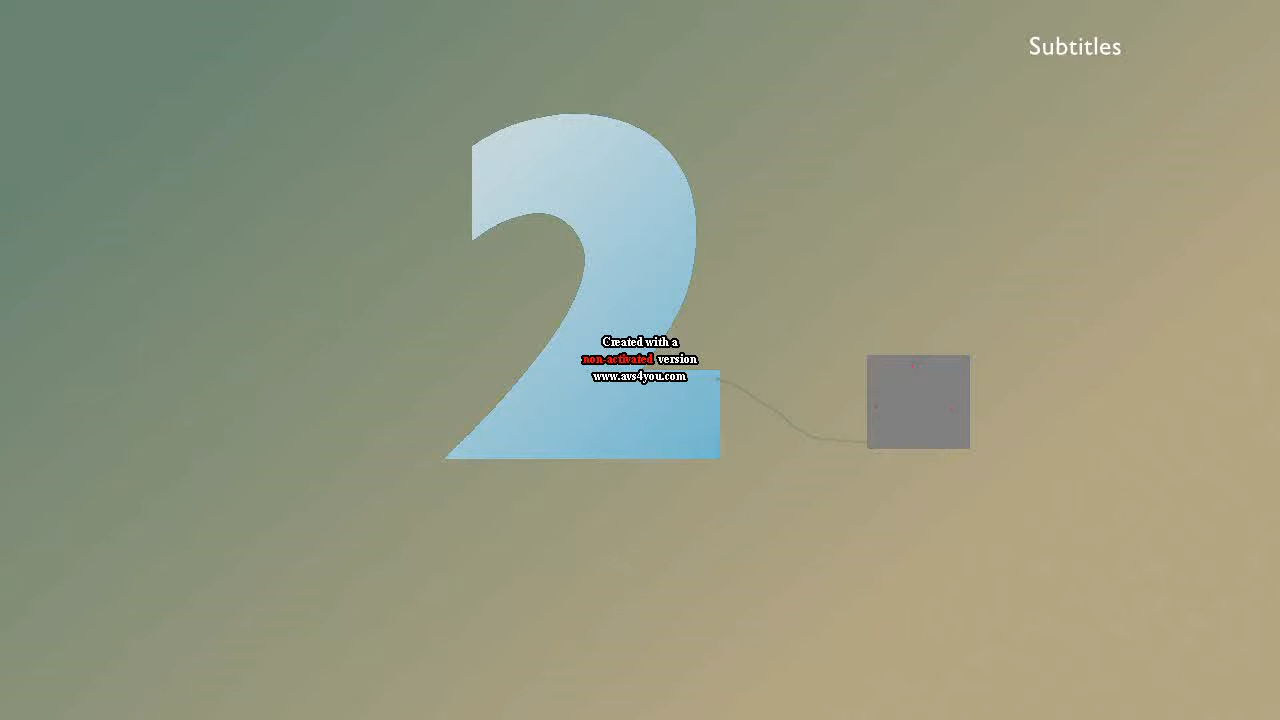 Subtitles
2
Created with a
non-activated version
www.avs4you.com